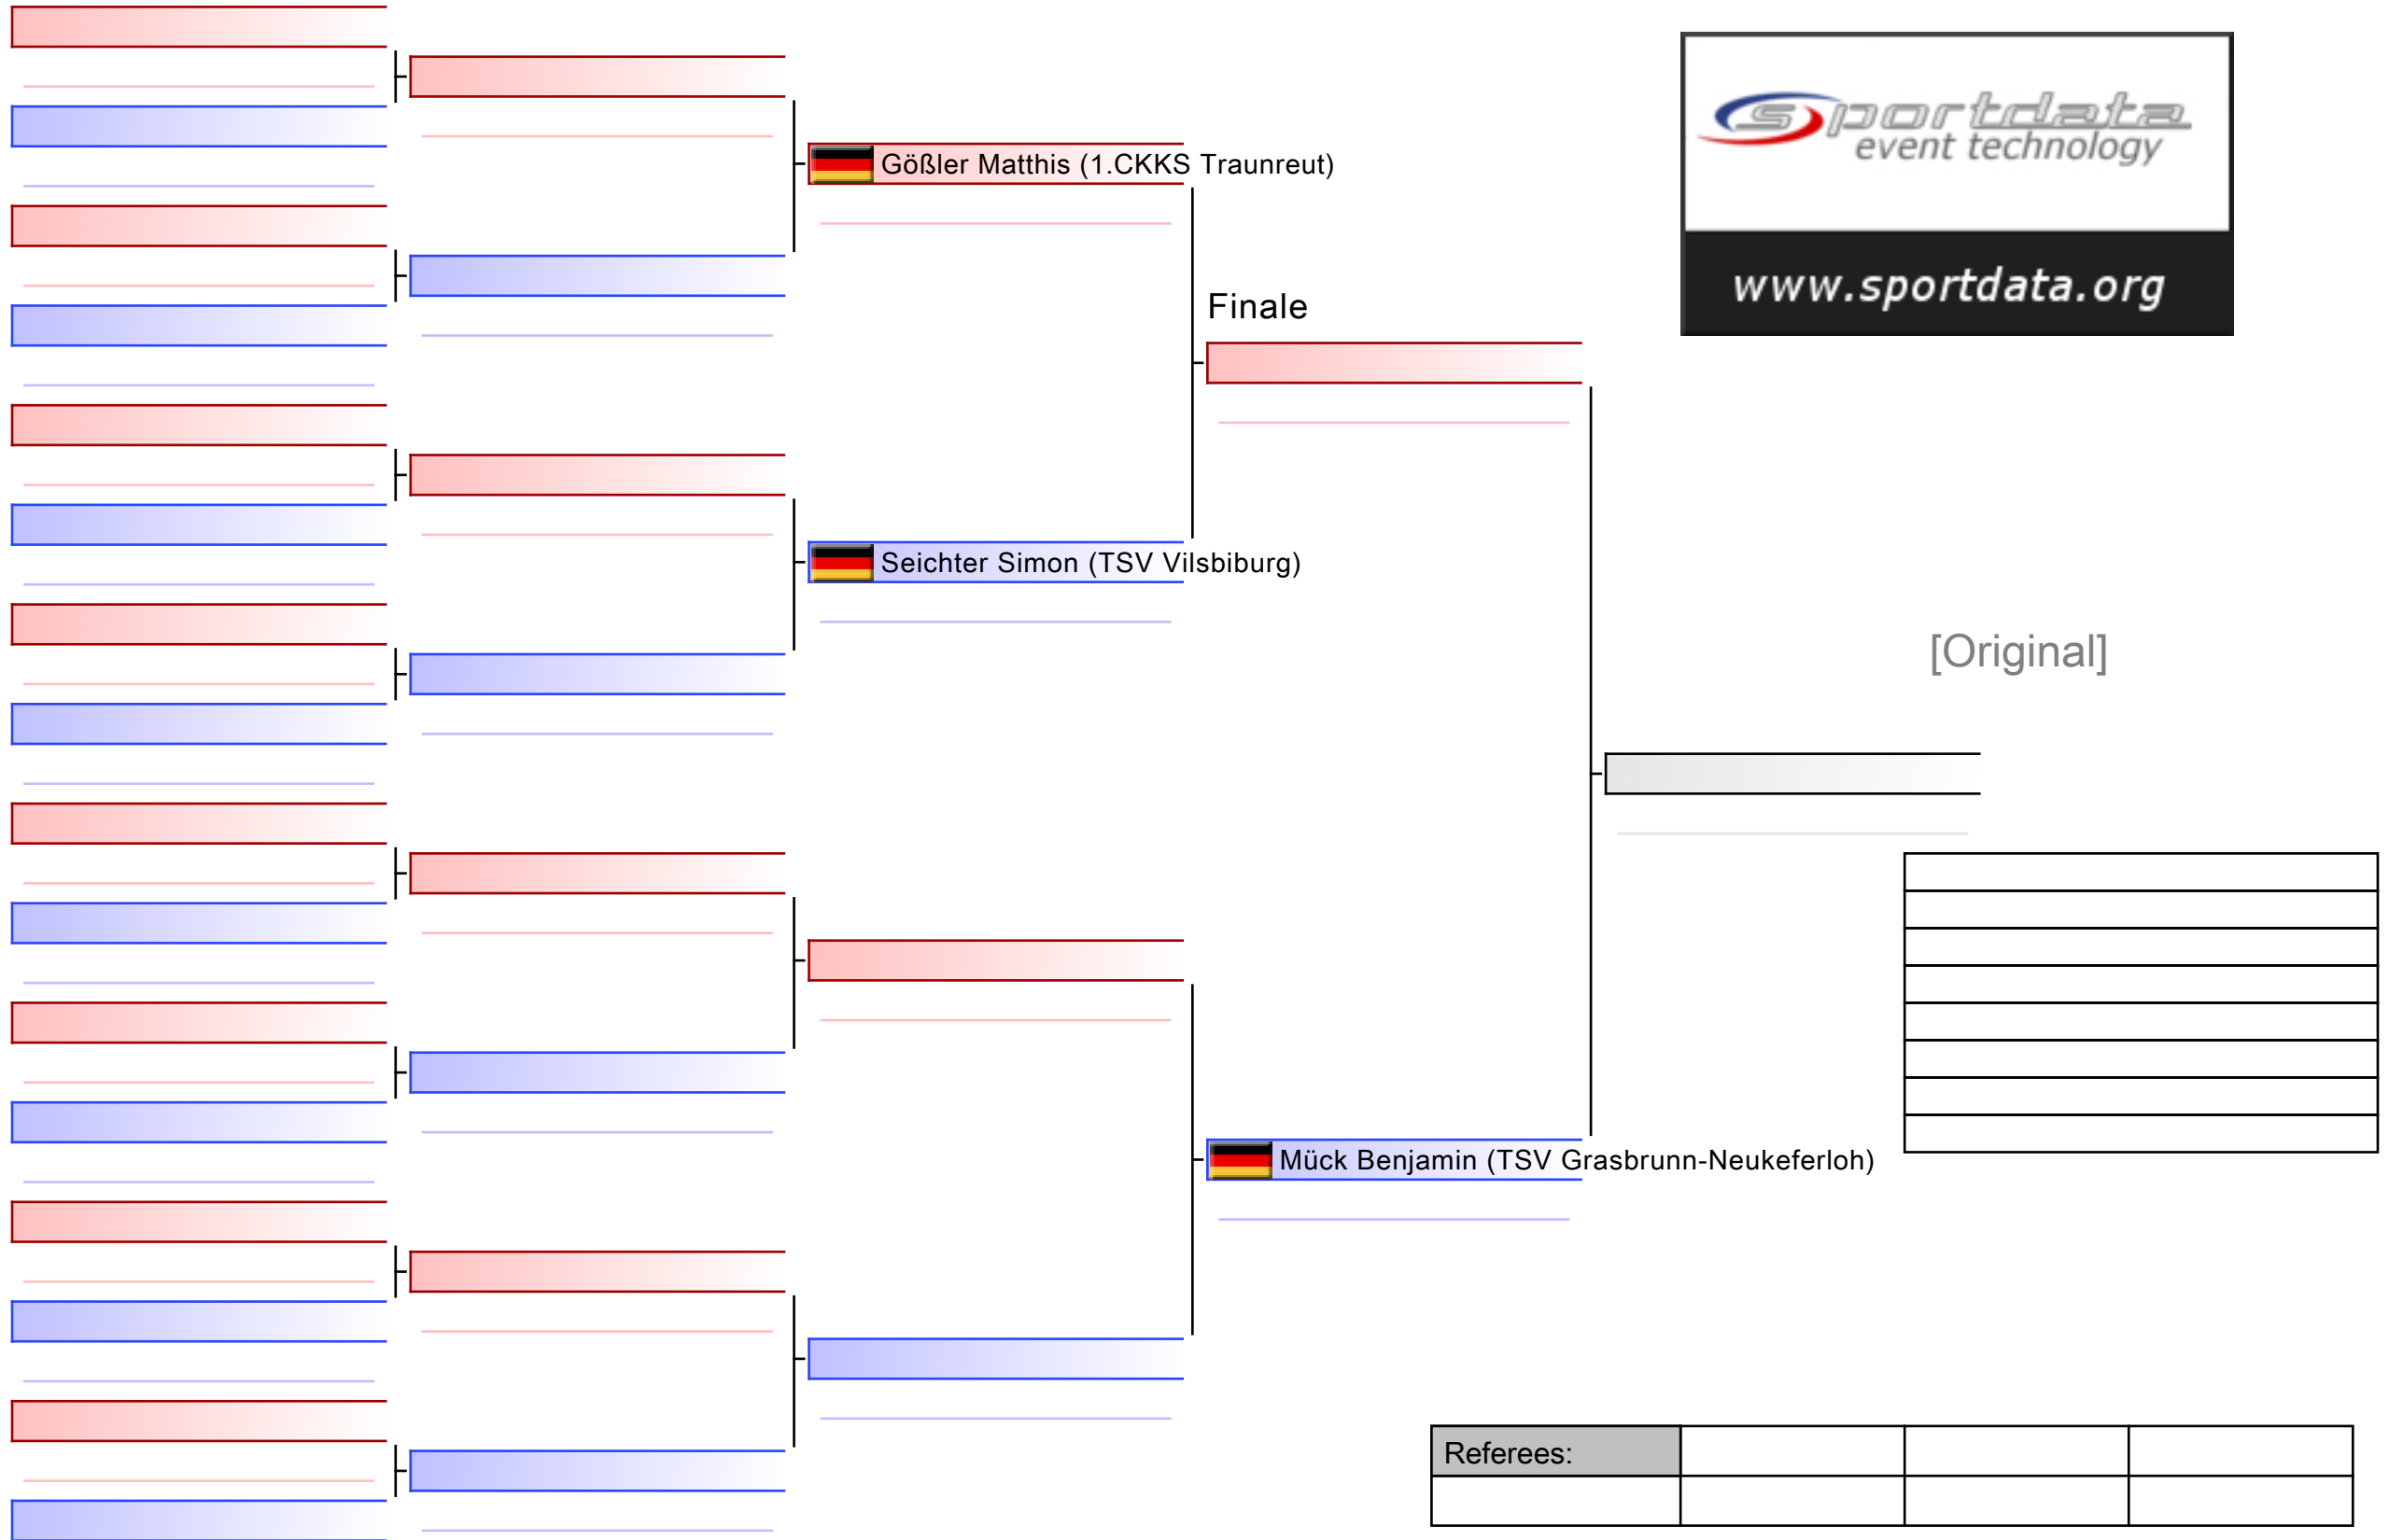 sportdata
event technology
www.sportdata.org
Gößler Matthis (1.CKKS Traunreut)
Finale
Seichter Simon (TSV Vilsbiburg)
[Original]
Mück Benjamin (TSV Grasbrunn-Neukeferloh)
Referees: